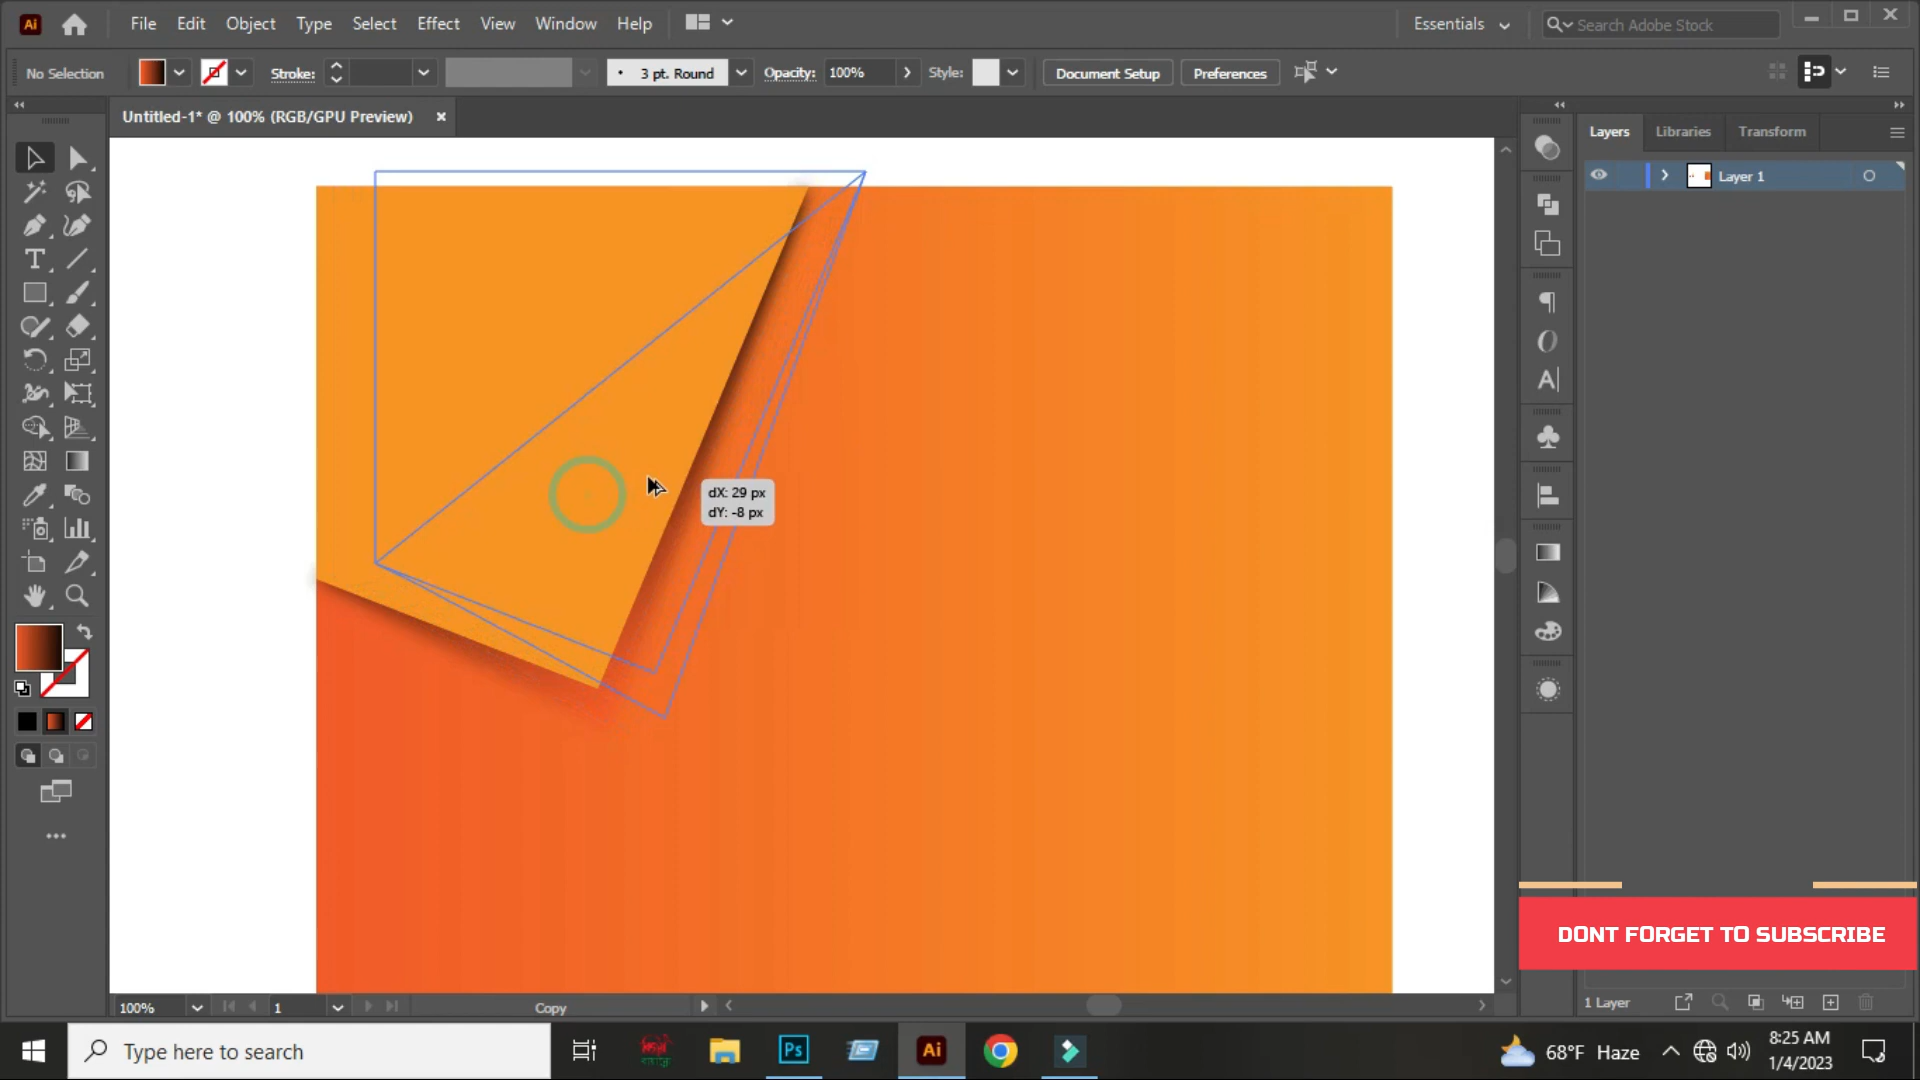 Ai File Edit Object Type Select Effect View Window Help Essentials Search Adobe Stock
No Selection Stroke: 3 pt. Round Opacity: 100% Style: Document Setup Preferences
Untitled-1* @ 100% (RGB/GPU Preview)
Layers Libraries Transform
Layer 1
dX: 29 px
dY: -8 px
DONT FORGET TO SUBSCRIBE
100% 1 Copy
1 Layer
Type here to search
Ps
Ai
68°F Haze
8:25 AM
1/4/2023